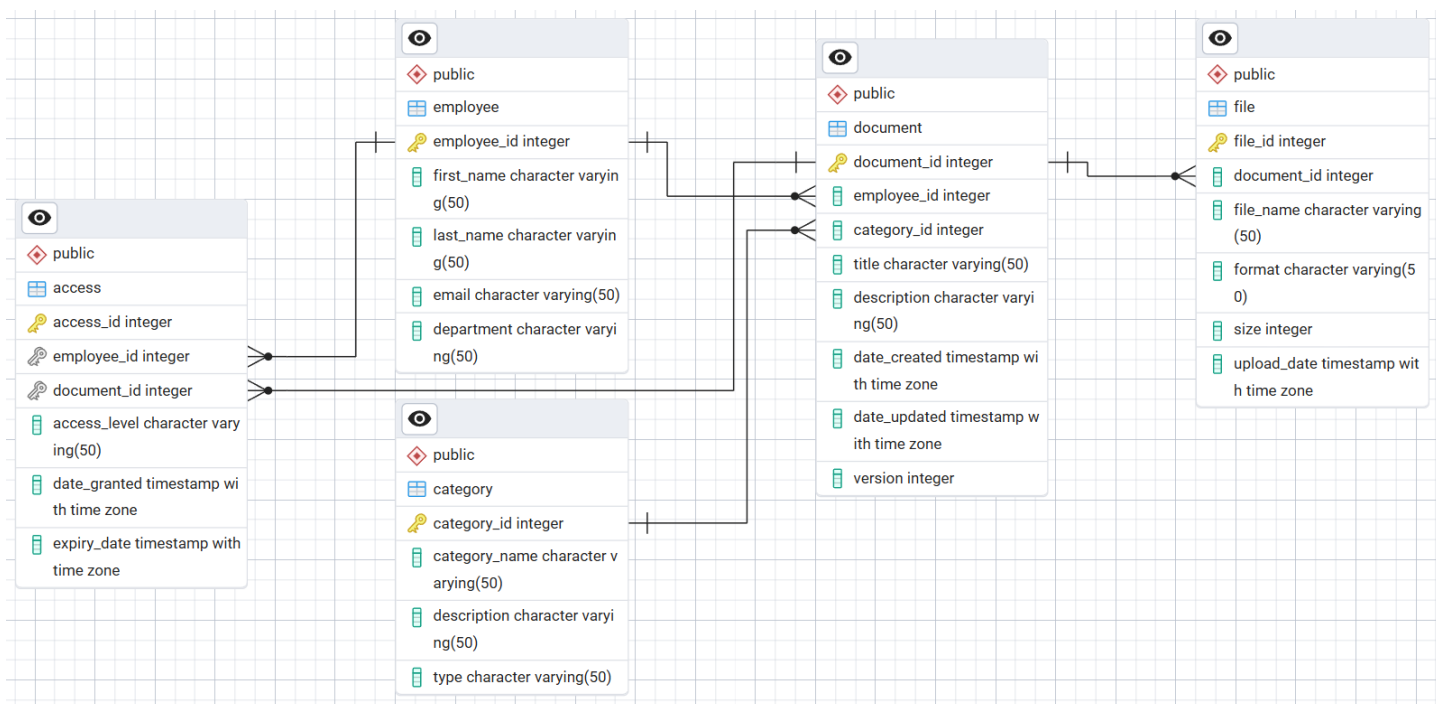 public
access
access_id integer
employee_id integer
document_id integer
access_level character vary
ing(50)
date_granted timestamp wi
th time zone
expiry_date timestamp with
time zone
public
employee
employee_id integer
first_name character varyin
g(50)
last_name character varyin
g(50)
email character varying(50)
department character varyi
ng(50)
public
category
category_id integer
category_name character v
arying(50)
description character varyi
ng(50)
type character varying(50)
public
document
document_id integer
employee_id integer
category_id integer
title character varying(50)
description character varyi
ng(50)
date_created timestamp wi
th time zone
date_updated timestamp w
ith time zone
version integer
public
file
file_id integer
document_id integer
file_name character varying
(50)
format character varying(5
0)
size integer
upload_date timestamp wit
h time zone